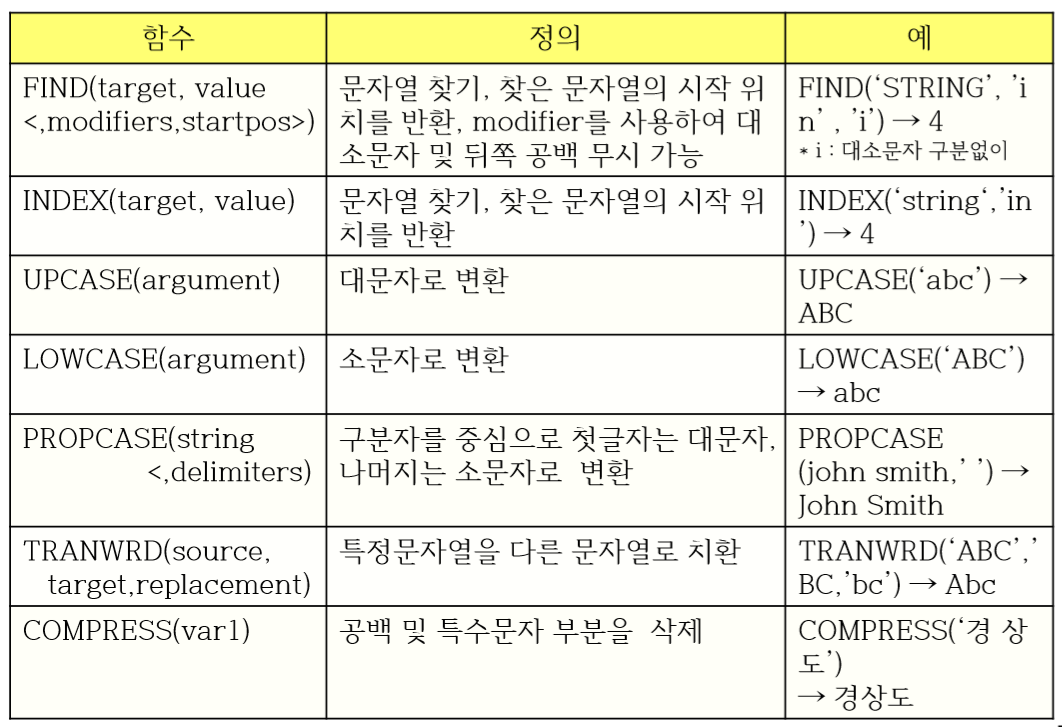 함수
정의
예
FIND(target, value
<,modifiers,startpos>)
문자열 찾기, 찾은 문자열의 시작 위
치를 반환, modifier를 사용하여 대
소문자 및 뒤쪽 공백 무시 가능
FIND(‘STRING’, ’i
n’ , ’i’) → 4
* i : 대소문자 구분없이
INDEX(target, value)
문자열 찾기, 찾은 문자열의 시작 위
치를 반환
INDEX(‘string‘,’in
’) → 4
UPCASE(argument)
대문자로 변환
UPCASE(‘abc’) →
ABC
LOWCASE(argument)
소문자로 변환
LOWCASE(‘ABC’)
→ abc
PROPCASE(string
<,delimiters)
구분자를 중심으로 첫글자는 대문자,
나머지는 소문자로 변환
PROPCASE
(john smith,’ ’) →
John Smith
TRANWRD(source,
target,replacement)
특정문자열을 다른 문자열로 치환
TRANWRD(‘ABC’,’
BC,’bc’) → Abc
COMPRESS(var1)
공백 및 특수문자 부분을 삭제
COMPRESS(‘경 상
도’)
→ 경상도